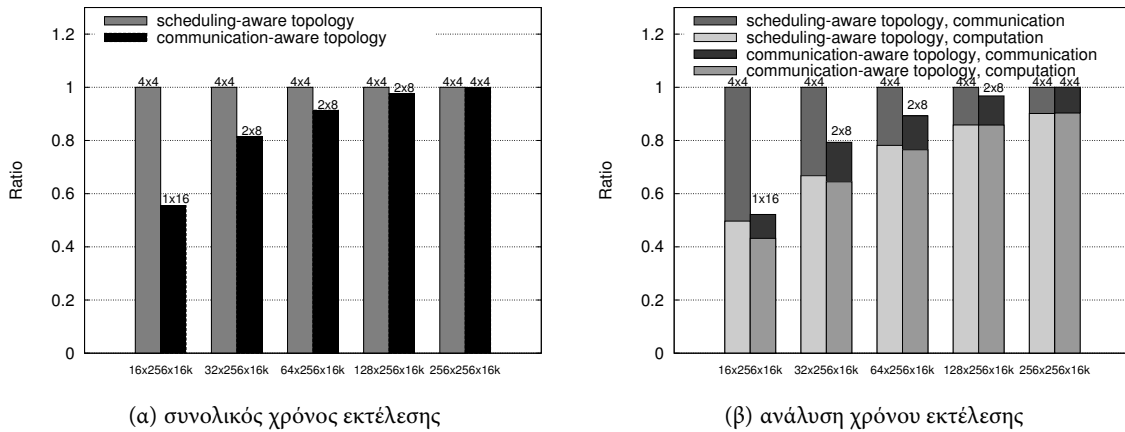 scheduling-aware topology
communication-aware topology
Ratio
1.2
1
0.8
0.6
0.4
0.2
0
4x4
1x16
4x4
2x8
4x4
2x8
4x4
2x8
4x4
4x4
16x256x16k 32x256x16k 64x256x16k 128x256x16k 256x256x16k
(α) συνολικός χρόνος εκτέλεσης
scheduling-aware topology, communication
scheduling-aware topology, computation
communication-aware topology, communication
communication-aware topology, computation
Ratio
1.2
1
0.8
0.6
0.4
0.2
0
4x4
1x16
4x4
2x8
4x4
2x8
4x4
2x8
4x4
4x4
16x256x16k 32x256x16k 64x256x16k 128x256x16k 256x256x16k
(β) ανάλυση χρόνου εκτέλεσης